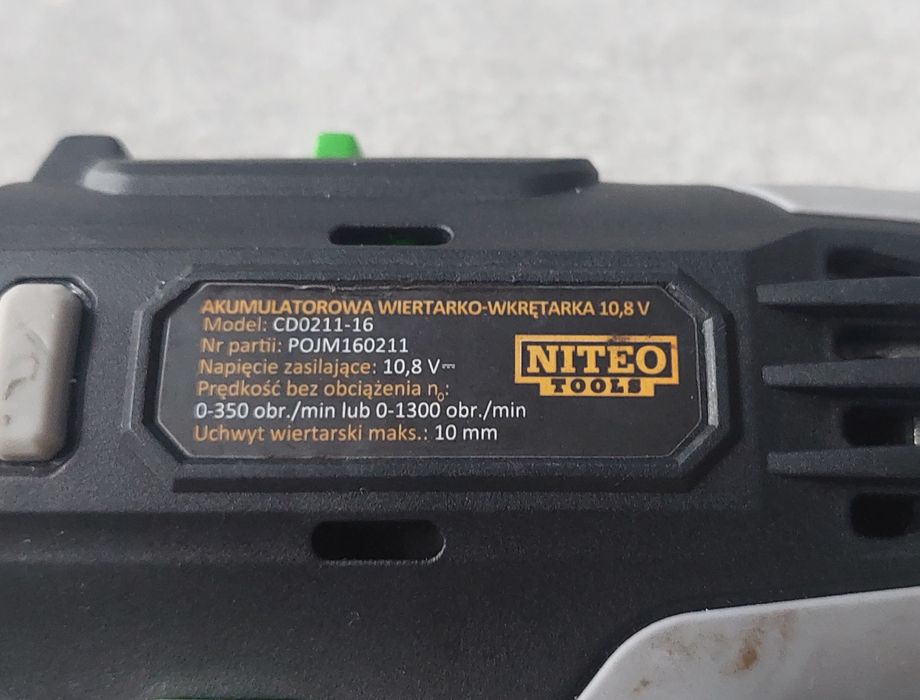 AKUMULATOROWA WIERTARKO-WKRĘTARKA 10,8 V
Model: CD0211-16
Nr partii: POJM160211
Napięcie zasilające: 10,8 V⎓
Prędkość bez obciążenia n₀:
0-350 obr./min lub 0-1300 obr./min
Uchwyt wiertarski maks.: 10 mm
NITEO
TOOLS